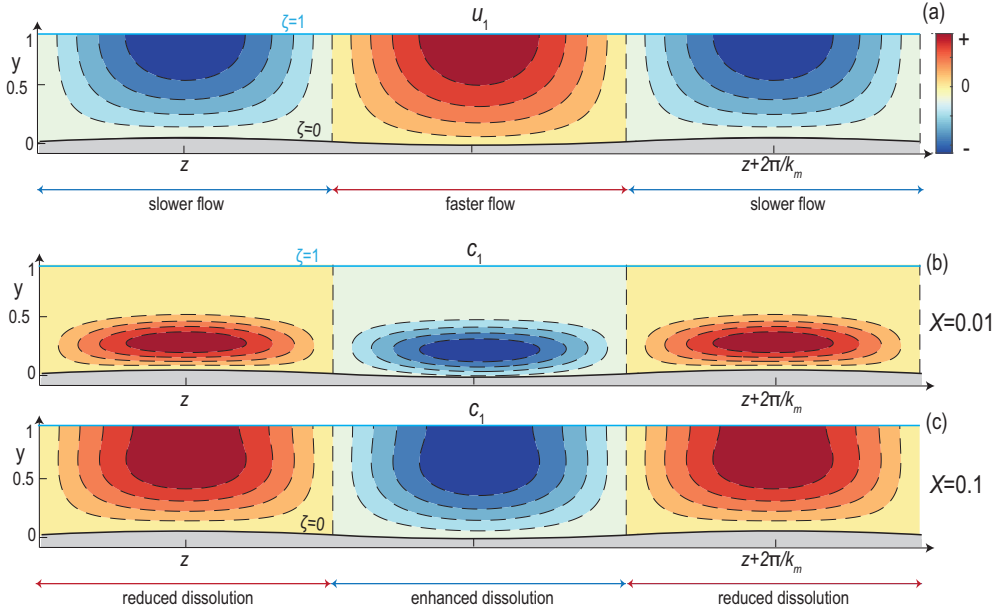 ζ=1
u₁
(a)
1
y
0.5
0
ζ=0
+
0
-
z
z+2π/kₘ
slower flow
faster flow
slower flow
ζ=1
c₁
(b)
1
y
0.5
0
X=0.01
z
z+2π/kₘ
c₁
(c)
1
y
0.5
0
ζ=0
X=0.1
z
z+2π/kₘ
reduced dissolution
enhanced dissolution
reduced dissolution